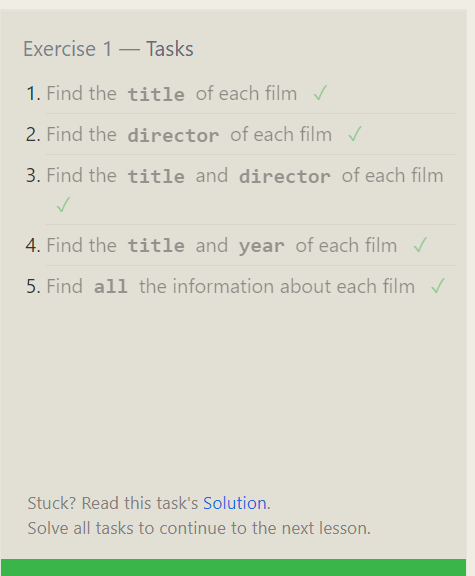 Exercise 1 — Tasks
1. Find the title of each film ✓
2. Find the director of each film ✓
3. Find the title and director of each film
✓
4. Find the title and year of each film ✓
5. Find all the information about each film ✓
Stuck? Read this task's Solution.
Solve all tasks to continue to the next lesson.